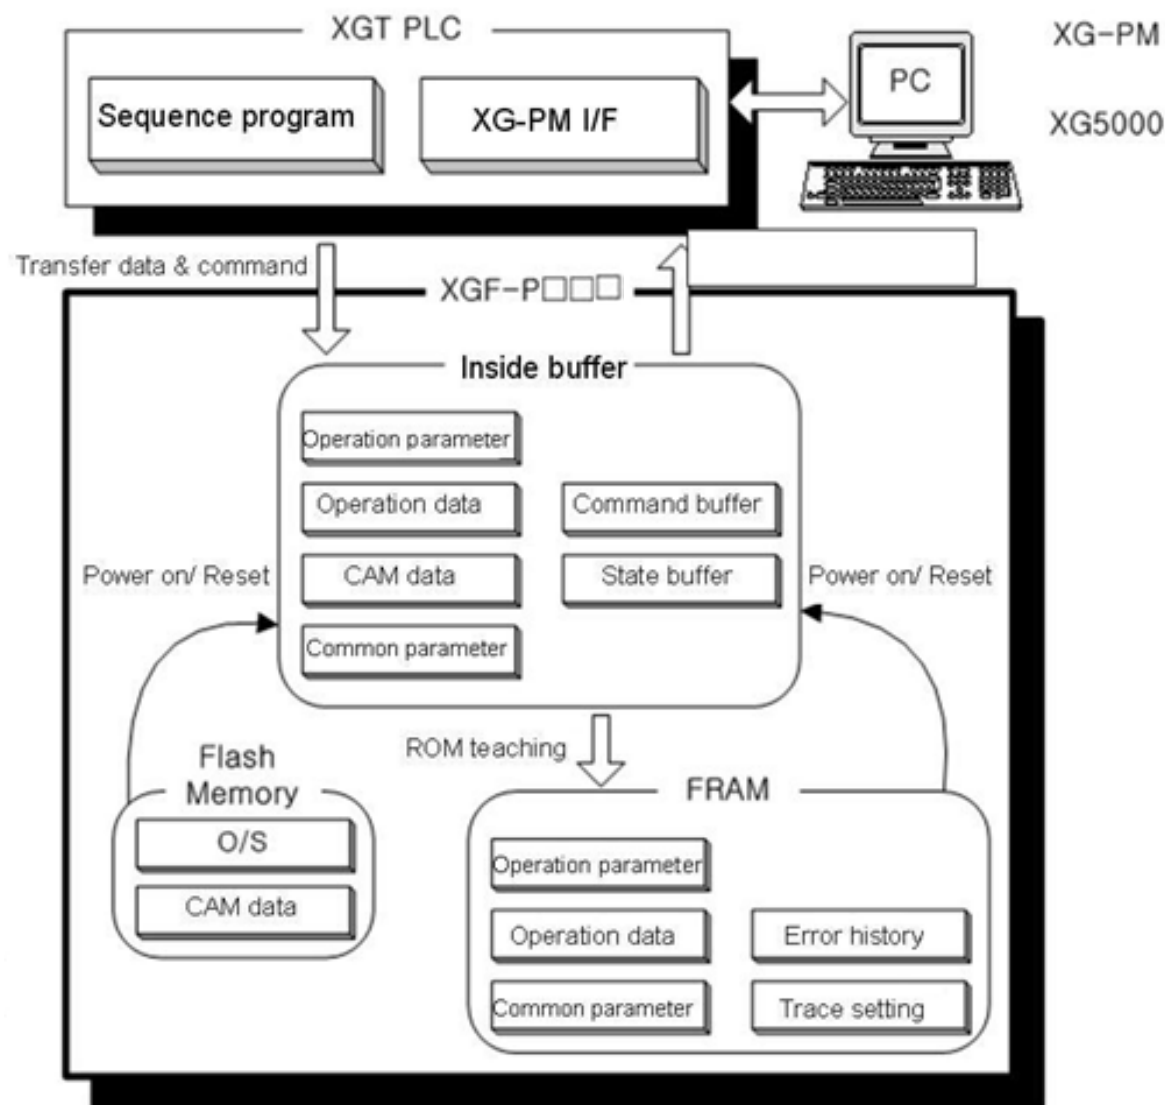 XGT PLC
XG-PM
PC
Sequence program
XG-PM I/F
XG5000
Transfer data & command
XGF-P□□□
Inside buffer
Operation parameter
Operation data
Command buffer
Power on/ Reset
CAM data
State buffer
Power on/ Reset
Common parameter
ROM teaching
Flash
Memory
FRAM
O/S
Operation parameter
CAM data
Operation data
Error history
Common parameter
Trace setting